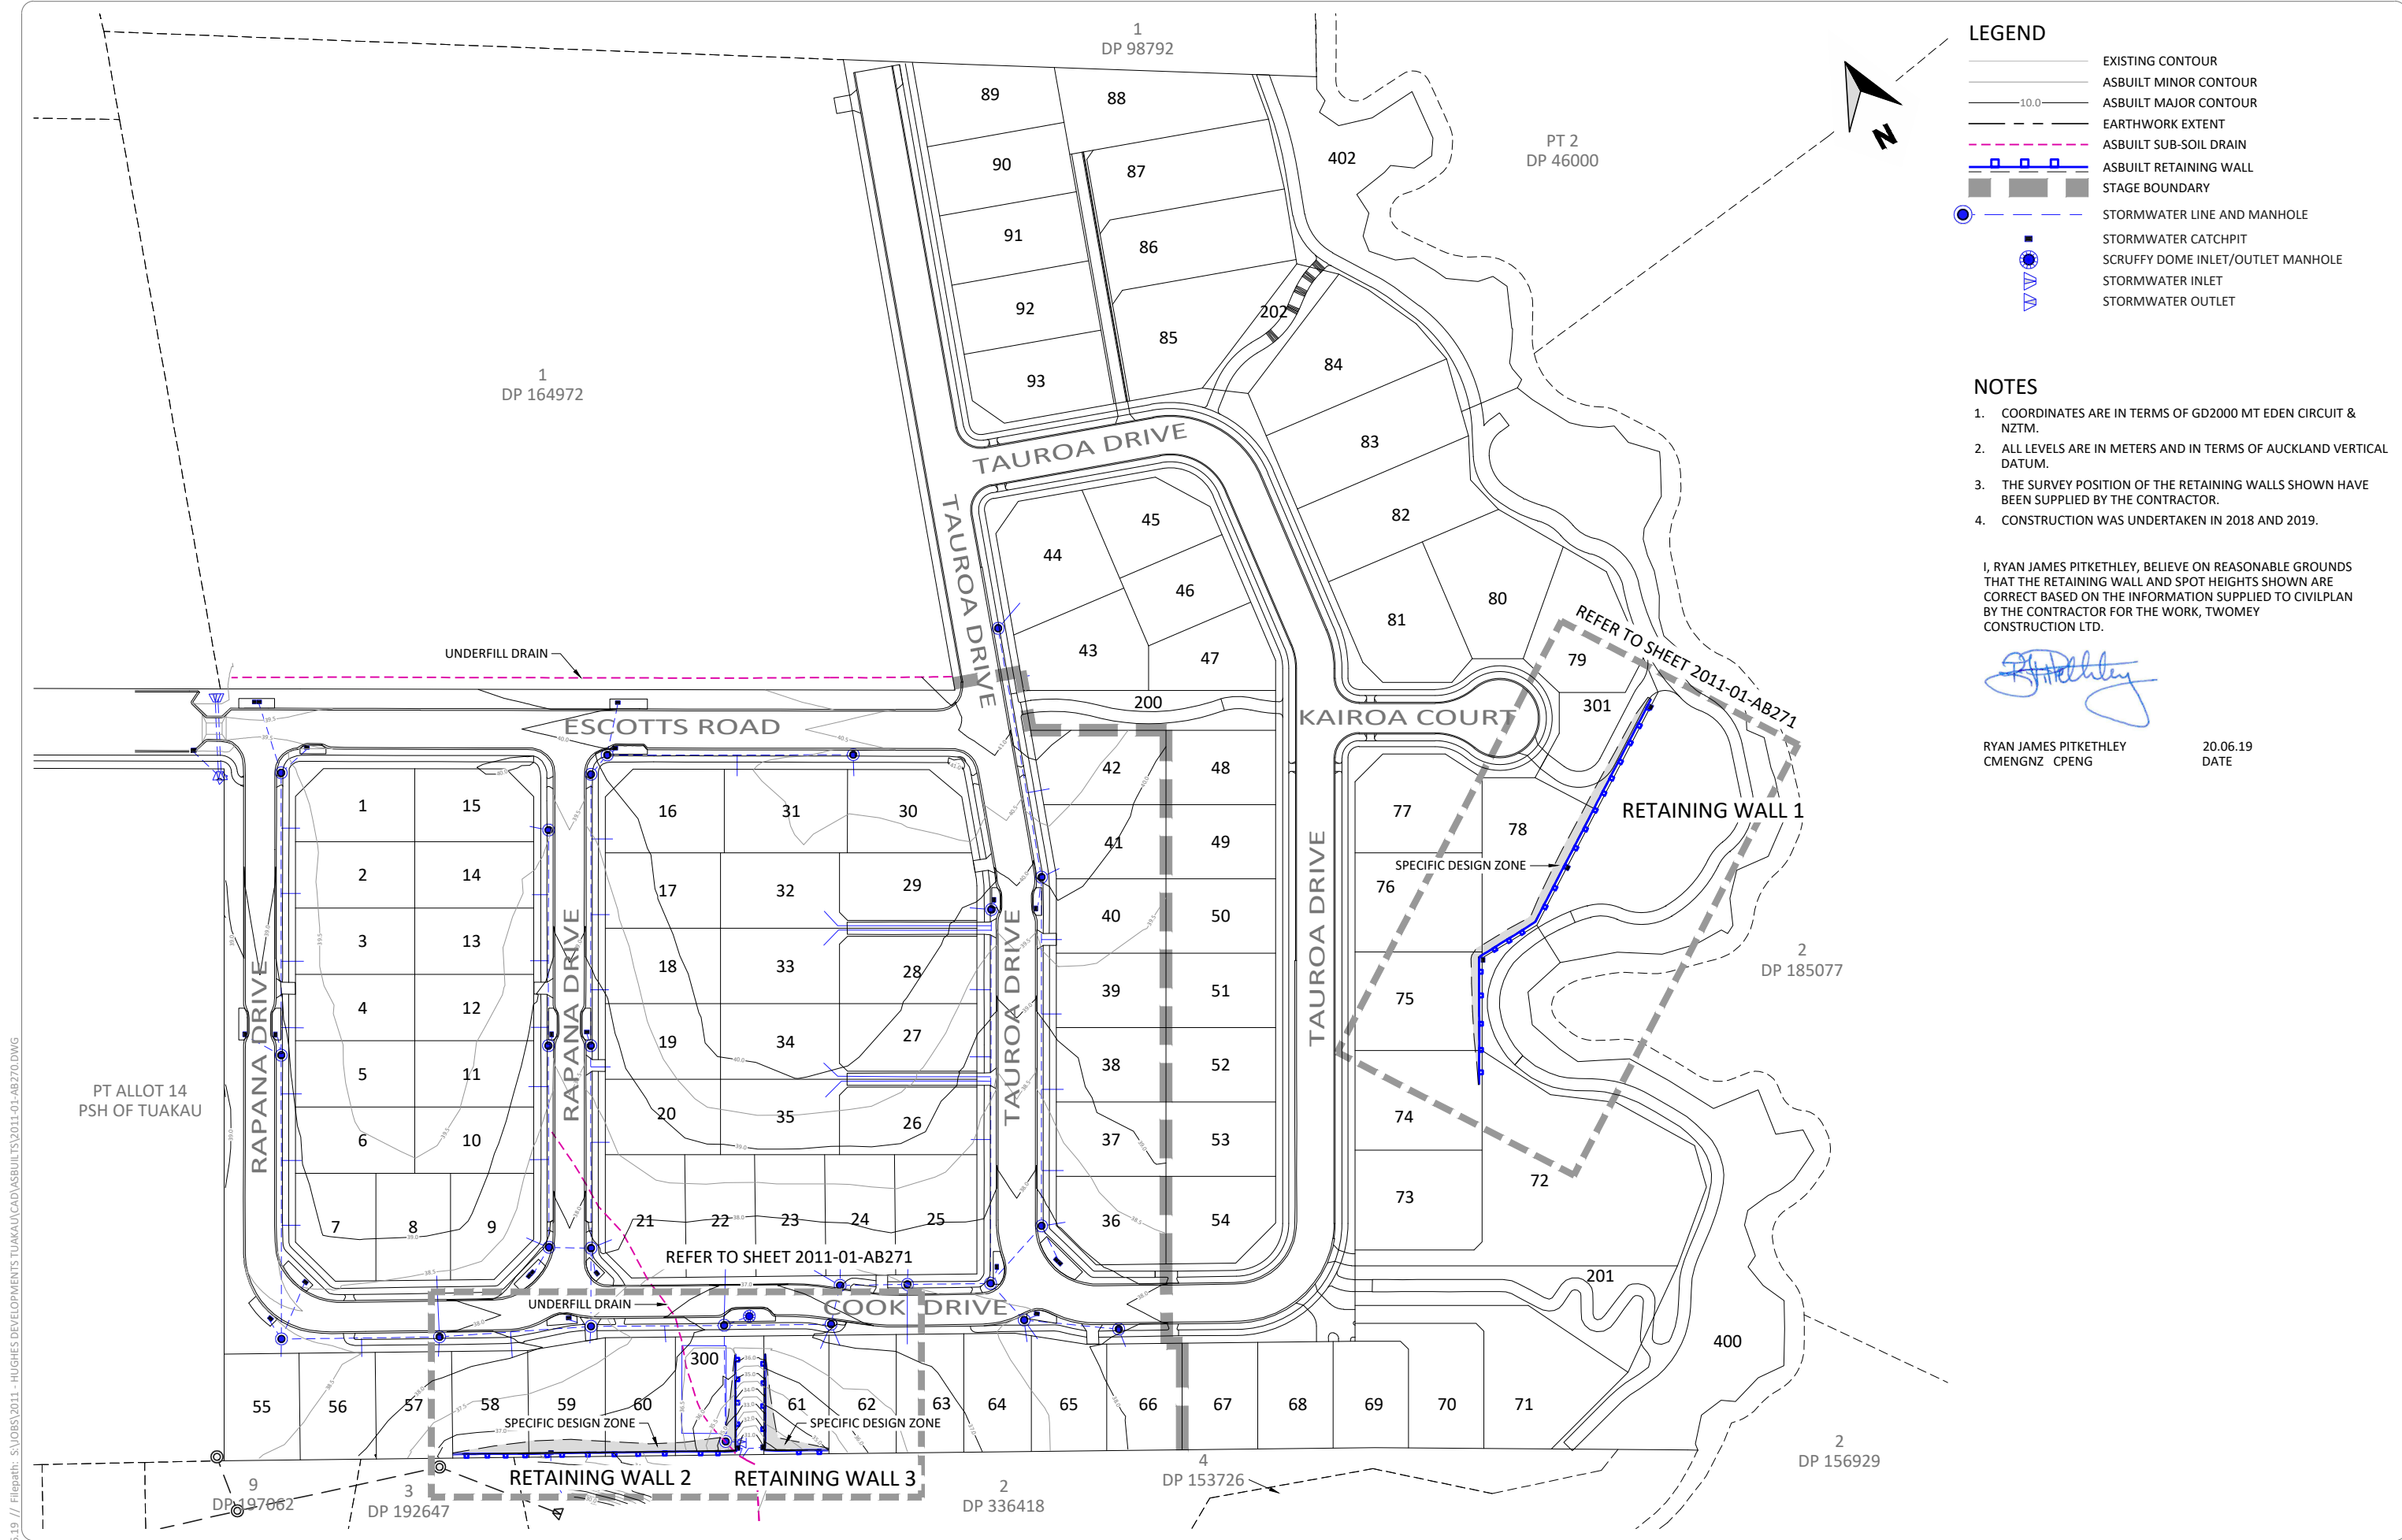 1
DP 98792
PT 2
DP 46000
1
DP 164972
89
88
90
87
402
91
86
92
202
85
93
84
83
82
TAUROA DRIVE
TAUROA DRIVE
45
44
46
43
47
81
80
79
REFER TO SHEET 2011-01-AB271
UNDERFILL DRAIN
ESCOTTS ROAD
200
KAIROA COURT
301
42
48
41
49
40
50
39
51
38
52
37
53
36
54
77
78
76
75
74
73
72
RETAINING WALL 1
SPECIFIC DESIGN ZONE
2
DP 185077
TAUROA DRIVE
TAUROA DRIVE
RAPANA DRIVE
RAPANA DRIVE
PT ALLOT 14
PSH OF TUAKAU
1
15
2
14
3
13
4
12
5
11
6
10
7
8
9
16
31
30
17
32
29
18
33
28
19
34
27
20
35
26
21
22
23
24
25
REFER TO SHEET 2011-01-AB271
UNDERFILL DRAIN
COOK DRIVE
201
400
300
55
56
57
58
59
60
61
62
63
64
65
66
67
68
69
70
71
SPECIFIC DESIGN ZONE
SPECIFIC DESIGN ZONE
RETAINING WALL 2
RETAINING WALL 3
9
DP 197062
3
DP 192647
2
DP 336418
4
DP 153726
2
DP 156929
N
LEGEND
EXISTING CONTOUR
ASBUILT MINOR CONTOUR
10.0
ASBUILT MAJOR CONTOUR
EARTHWORK EXTENT
ASBUILT SUB-SOIL DRAIN
ASBUILT RETAINING WALL
STAGE BOUNDARY
STORMWATER LINE AND MANHOLE
STORMWATER CATCHPIT
SCRUFFY DOME INLET/OUTLET MANHOLE
STORMWATER INLET
STORMWATER OUTLET
NOTES
1. COORDINATES ARE IN TERMS OF GD2000 MT EDEN CIRCUIT &
NZTM.
2. ALL LEVELS ARE IN METERS AND IN TERMS OF AUCKLAND VERTICAL
DATUM.
3. THE SURVEY POSITION OF THE RETAINING WALLS SHOWN HAVE
BEEN SUPPLIED BY THE CONTRACTOR.
4. CONSTRUCTION WAS UNDERTAKEN IN 2018 AND 2019.
I, RYAN JAMES PITKETHLEY, BELIEVE ON REASONABLE GROUNDS
THAT THE RETAINING WALL AND SPOT HEIGHTS SHOWN ARE
CORRECT BASED ON THE INFORMATION SUPPLIED TO CIVILPLAN
BY THE CONTRACTOR FOR THE WORK, TWOMEY
CONSTRUCTION LTD.
RYAN JAMES PITKETHLEY 20.06.19
CMENGNZ CPENG DATE
// Filepath: S:\JOBS\2011 - HUGHES DEVELOPMENTS TUAKAU\CAD\ASBUILTS\2011-01-AB270.DWG